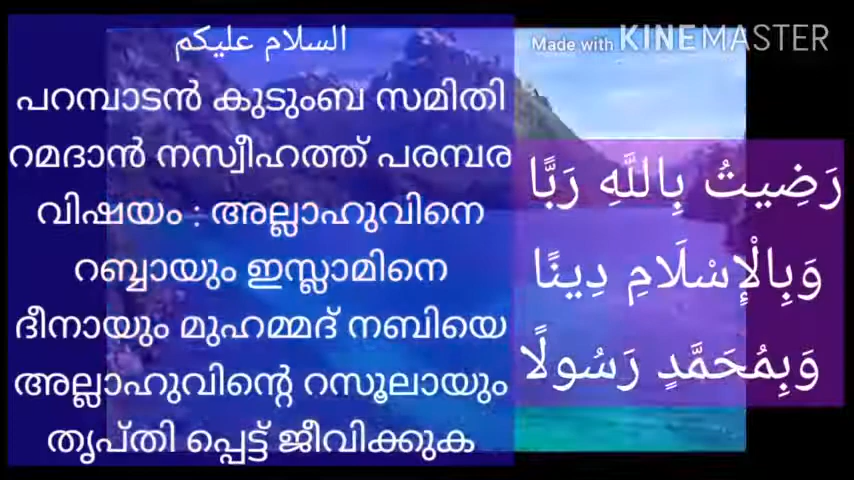 السلام عليكم
പറമ്പാടൻ കുടുംബ സമിതി
റമദാൻ നസ്വീഹത്ത് പരമ്പര
വിഷയം : അല്ലാഹുവിനെ
റബ്ബായും ഇസ്ലാമിനെ
ദീനായും മുഹമ്മദ് നബിയെ
അല്ലാഹുവിന്റെ റസൂലായും
തൃപ്തി പ്പെട്ട് ജീവിക്കുക
Made with KINEMASTER
رَضِيتُ بِاللَّهِ رَبًّا
وَبِالْإِسْلَامِ دِينًا
وَبِمُحَمَّدٍ رَسُولًا